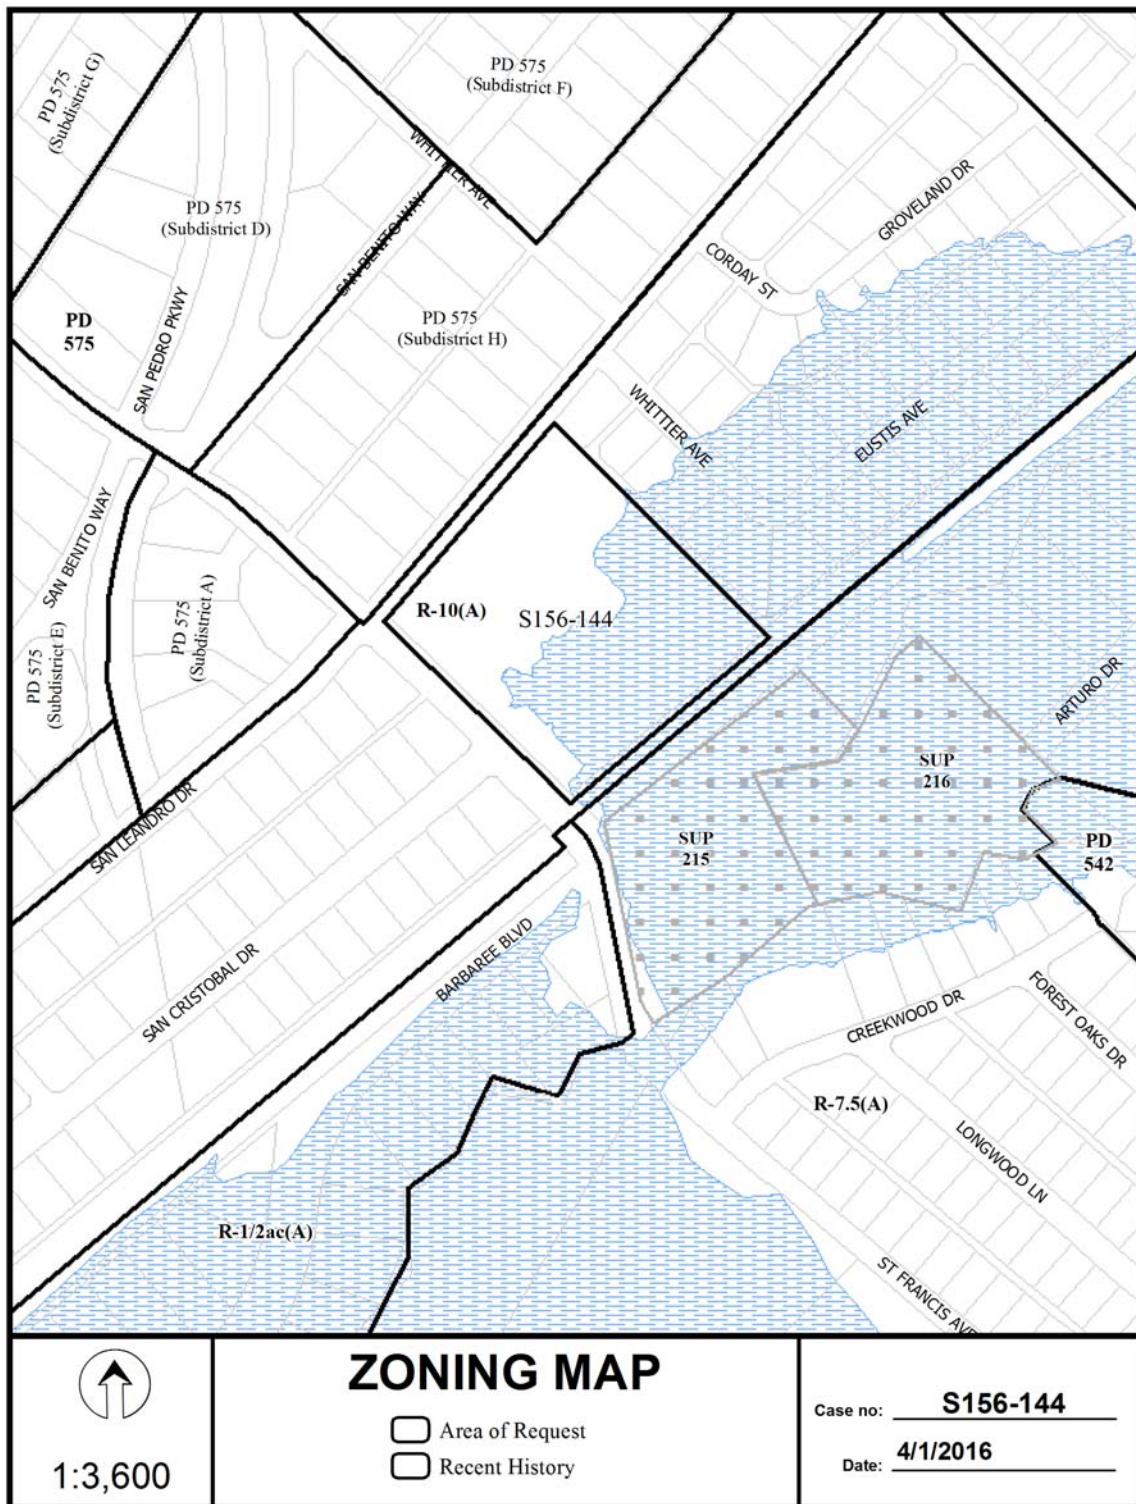 PD 575
(Subdistrict G)
PD 575
(Subdistrict F)
WHITTIER AVE
PD 575
(Subdistrict D)
SAN BENITO WAY
GROVELAND DR
CORDAY ST
PD
575
SAN PEDRO PKWY
PD 575
(Subdistrict H)
WHITTIER AVE
EUSTIS AVE
SAN BENITO WAY
PD 575
(Subdistrict E)
PD 575
(Subdistrict A)
R-10(A)
S156-144
ARTURO DR
SUP
216
SUP
215
PD
542
SAN LEANDRO DR
SAN CRISTOBAL DR
BARBAREE BLVD
CREEKWOOD DR
FOREST OAKS DR
R-7.5(A)
LONGWOOD LN
R-1/2ac(A)
ST FRANCIS AVE
1:3,600
ZONING MAP
Area of Request
Recent History
Case no: S156-144
Date: 4/1/2016